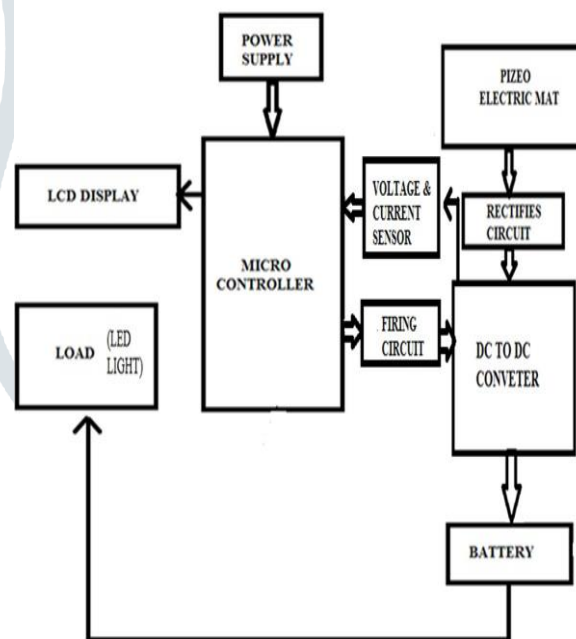 POWER
SUPPLY
PIZEO
ELECTRIC MAT
LCD DISPLAY
VOLTAGE &
CURRENT
SENSOR
RECTIFIES
CIRCUIT
MICRO
CONTROLLER
LOAD (LED
LIGHT)
FIRING
CIRCUIT
DC TO DC
CONVETER
BATTERY